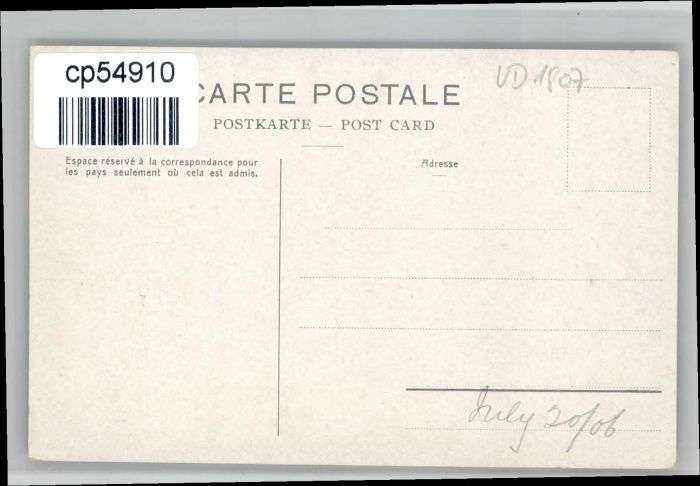 cp54910
VD 1807
CARTE POSTALE
POSTKARTE — POST CARD
Espace réservé à la correspondance pour
les pays seulement où cela est admis.
Adresse
July 20/06